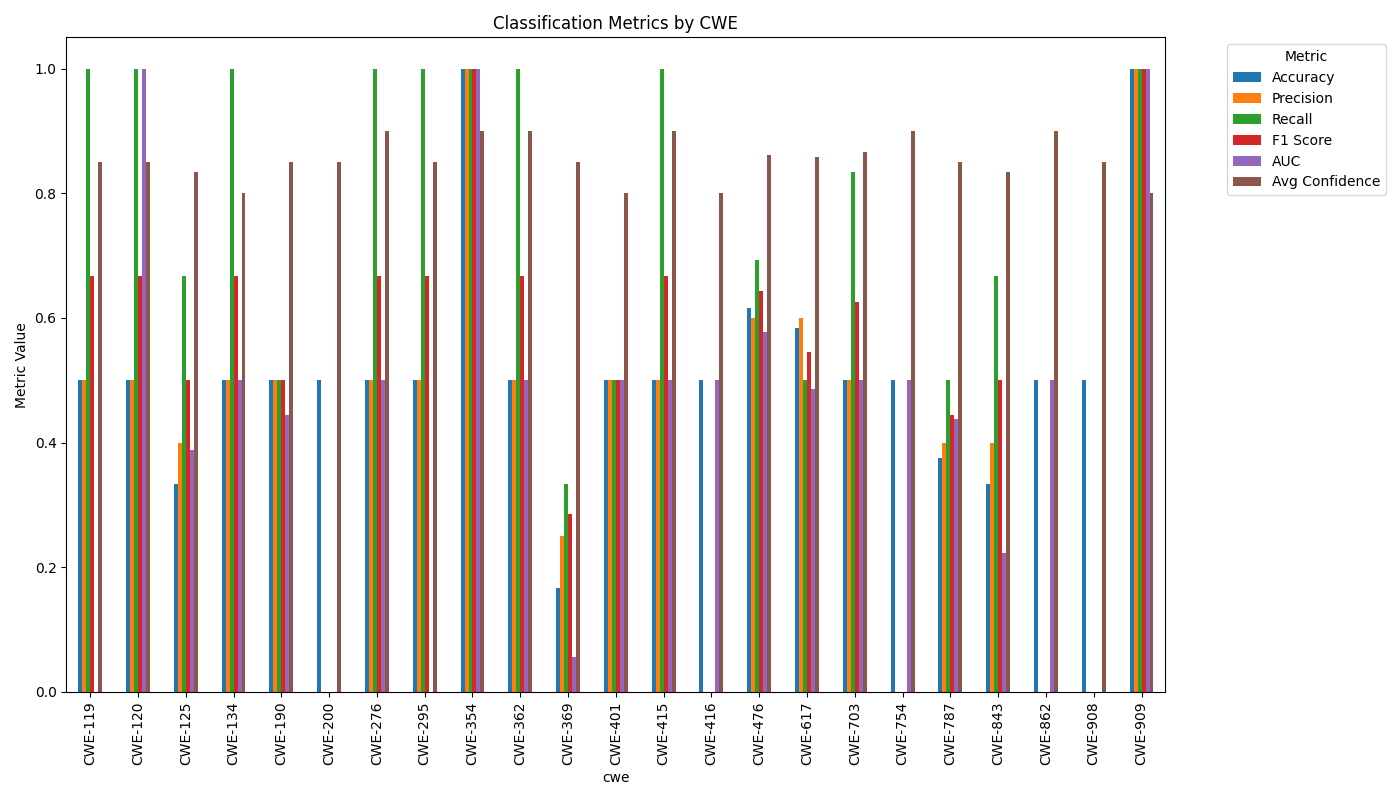 Classification Metrics by CWE
Metric
Accuracy
Precision
Recall
F1 Score
AUC
Avg Confidence
Metric Value
1.0
0.8
0.6
0.4
0.2
0.0
CWE-119
CWE-120
CWE-125
CWE-134
CWE-190
CWE-200
CWE-276
CWE-295
CWE-354
CWE-362
CWE-369
CWE-401
CWE-415
CWE-416
CWE-476
CWE-617
CWE-703
CWE-754
CWE-787
CWE-843
CWE-862
CWE-908
CWE-909
cwe